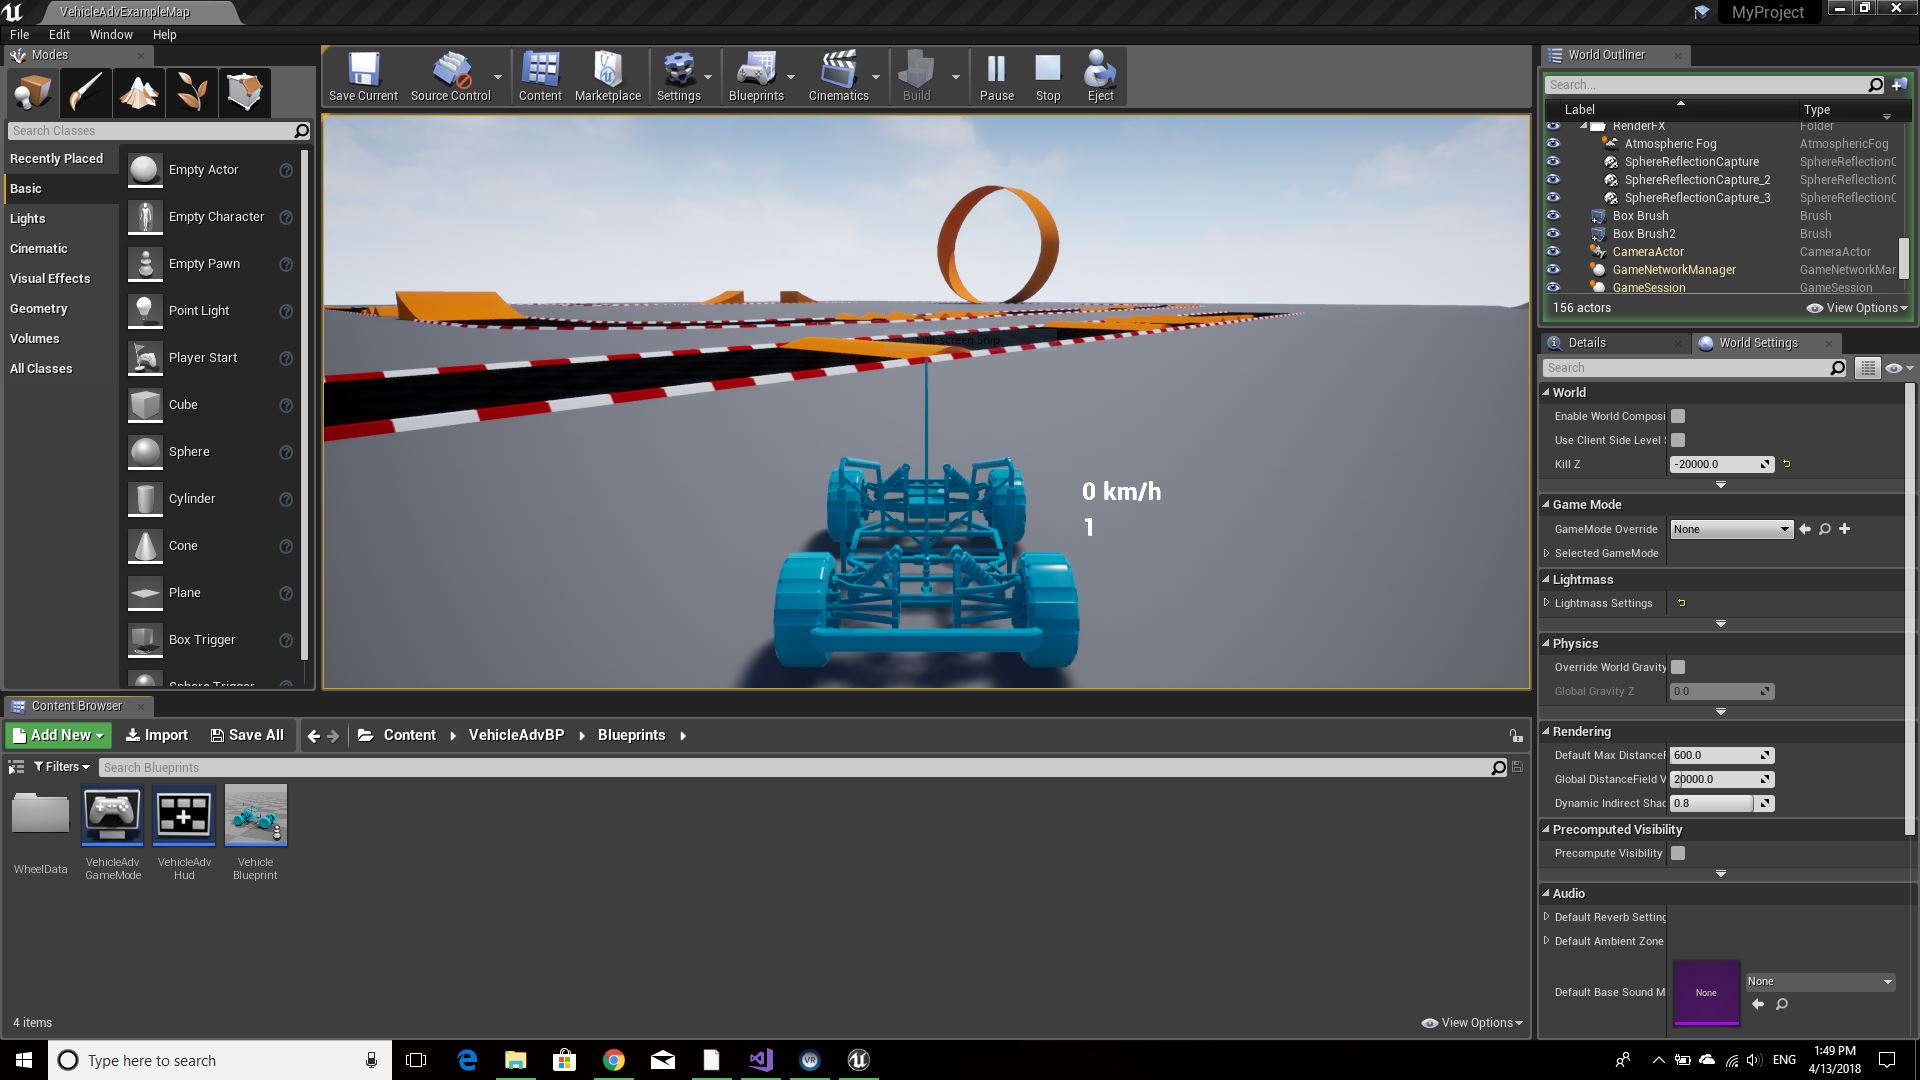 VehicleAdvExampleMap
MyProject
File Edit Window Help
Modes
Save Current
Source Control
Content
Marketplace
Settings
Blueprints
Cinematics
Build
Pause
Stop
Eject
Search Classes
Recently Placed
Basic
Lights
Cinematic
Visual Effects
Geometry
Volumes
All Classes
Empty Actor
Empty Character
Empty Pawn
Point Light
Player Start
Cube
Sphere
Cylinder
Cone
Plane
Box Trigger
Sphere Trigger
Full-screen Snip
0 km/h
1
World Outliner
Search...
Label Type
RenderFX Folder
Atmospheric Fog AtmosphericFog
SphereReflectionCapture SphereReflectionC
SphereReflectionCapture_2 SphereReflectionC
SphereReflectionCapture_3 SphereReflectionC
Box Brush Brush
Box Brush2 Brush
CameraActor CameraActor
GameNetworkManager GameNetworkMar
GameSession GameSession
156 actors View Options
Details World Settings
Search
World
Enable World Composi
Use Client Side Level
Kill Z -20000.0
Game Mode
GameMode Override None
Selected GameMode
Lightmass
Lightmass Settings
Physics
Override World Gravity
Global Gravity Z 0.0
Rendering
Default Max DistanceF 600.0
Global DistanceField V 20000.0
Dynamic Indirect Shac 0.8
Precomputed Visibility
Precompute Visibility
Audio
Default Reverb Setting
Default Ambient Zone
Default Base Sound M None None
Content Browser
Add New Import Save All Content VehicleAdvBP Blueprints
Filters Search Blueprints
WheelData
VehicleAdv
GameMode
VehicleAdv
Hud
Vehicle
Blueprint
4 items View Options
Type here to search
VR
ENG
1:49 PM
4/13/2018